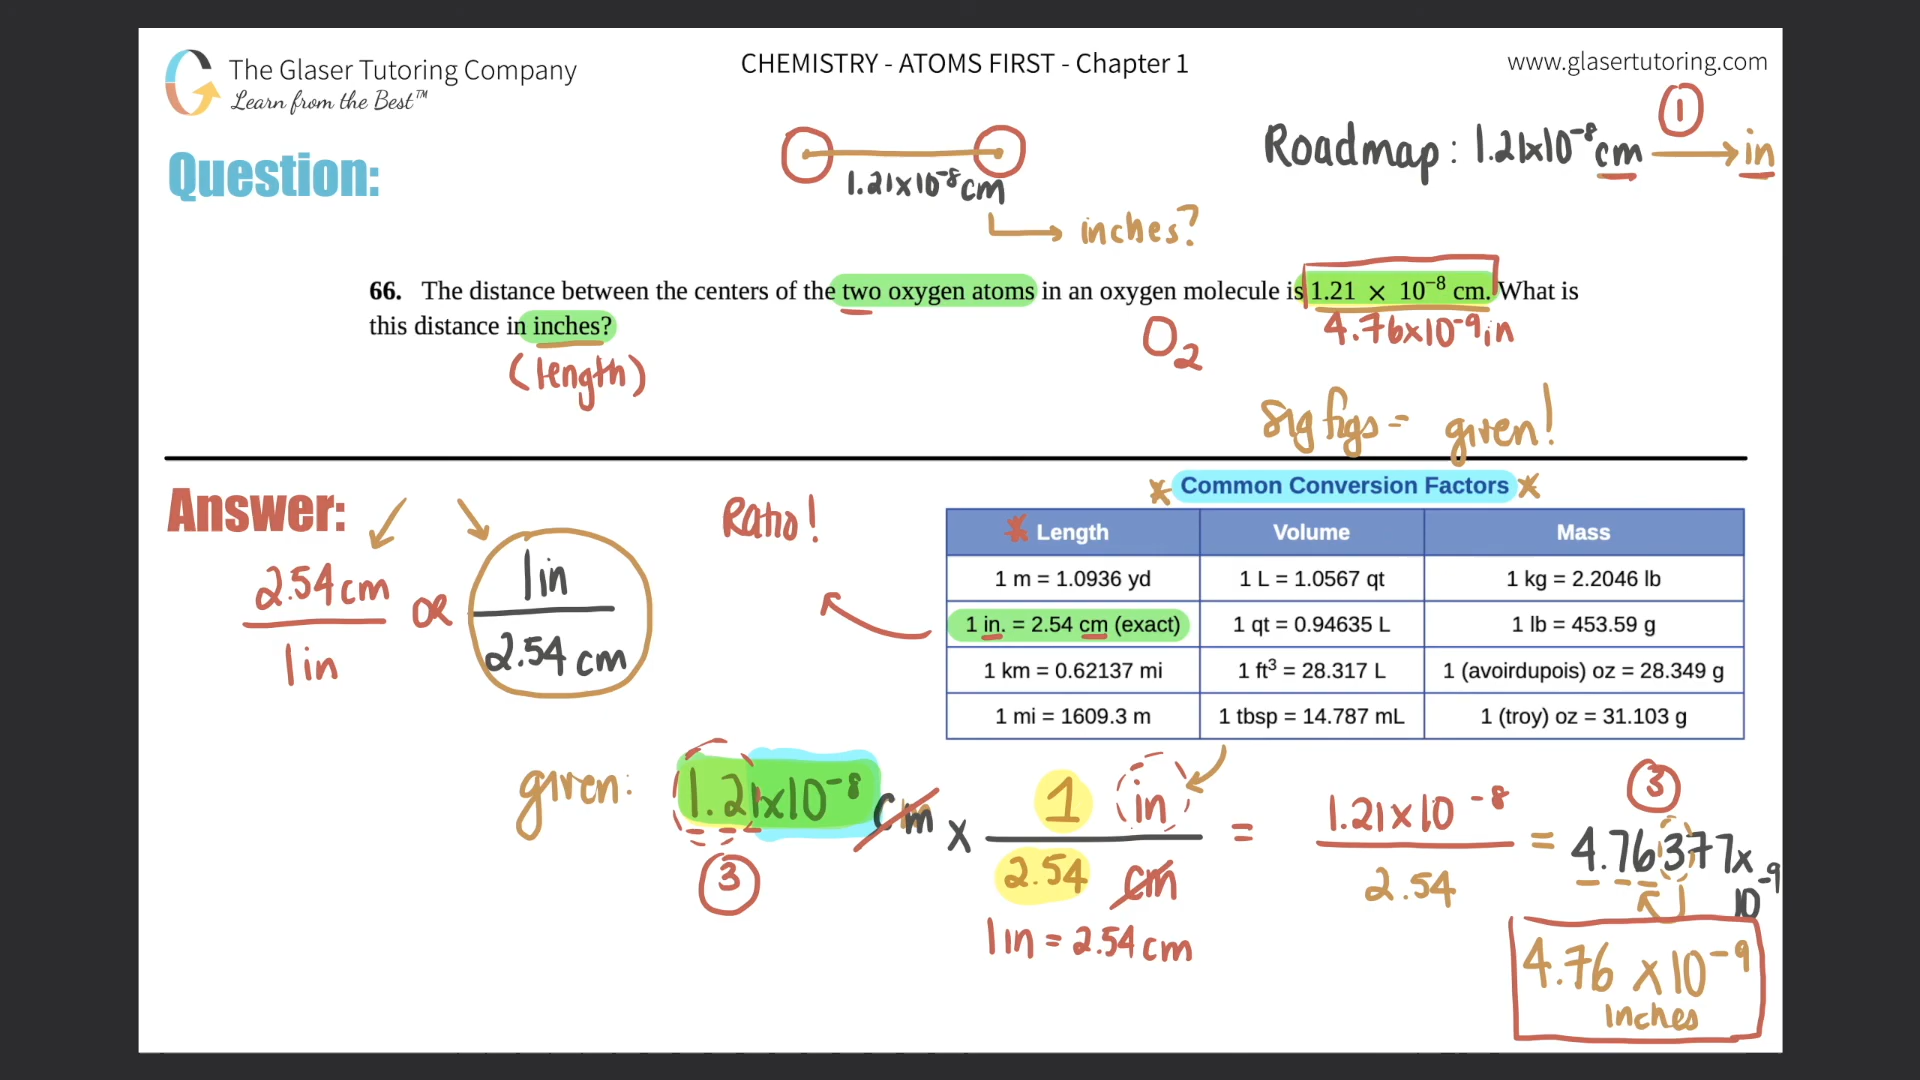 The Glaser Tutoring Company
Learn from the Best™
CHEMISTRY - ATOMS FIRST - Chapter 1
www.glasertutoring.com
Question:
1.21x10⁻⁸cm
inches?
Roadmap: 1.21x10⁻⁸cm → in
1
66. The distance between the centers of the two oxygen atoms in an oxygen molecule is 1.21 × 10⁻⁸ cm. What is
this distance in inches?
(length)
O₂
4.76x10⁻⁹in
Sig figs = given!
Answer:
2.54cm
1in
OR
1in
2.54 cm
Ratio!
Common Conversion Factors
Length Volume Mass
1 m = 1.0936 yd 1 L = 1.0567 qt 1 kg = 2.2046 lb
1 in. = 2.54 cm (exact) 1 qt = 0.94635 L 1 lb = 453.59 g
1 km = 0.62137 mi 1 ft³ = 28.317 L 1 (avoirdupois) oz = 28.349 g
1 mi = 1609.3 m 1 tbsp = 14.787 mL 1 (troy) oz = 31.103 g
given: 1.21x10⁻⁸ cm x 1 in = 1.21x10⁻⁸ = 4.76377x
2.54 cm 2.54 10⁻⁹
3
3
1in = 2.54cm
4.76 x10⁻⁹
inches